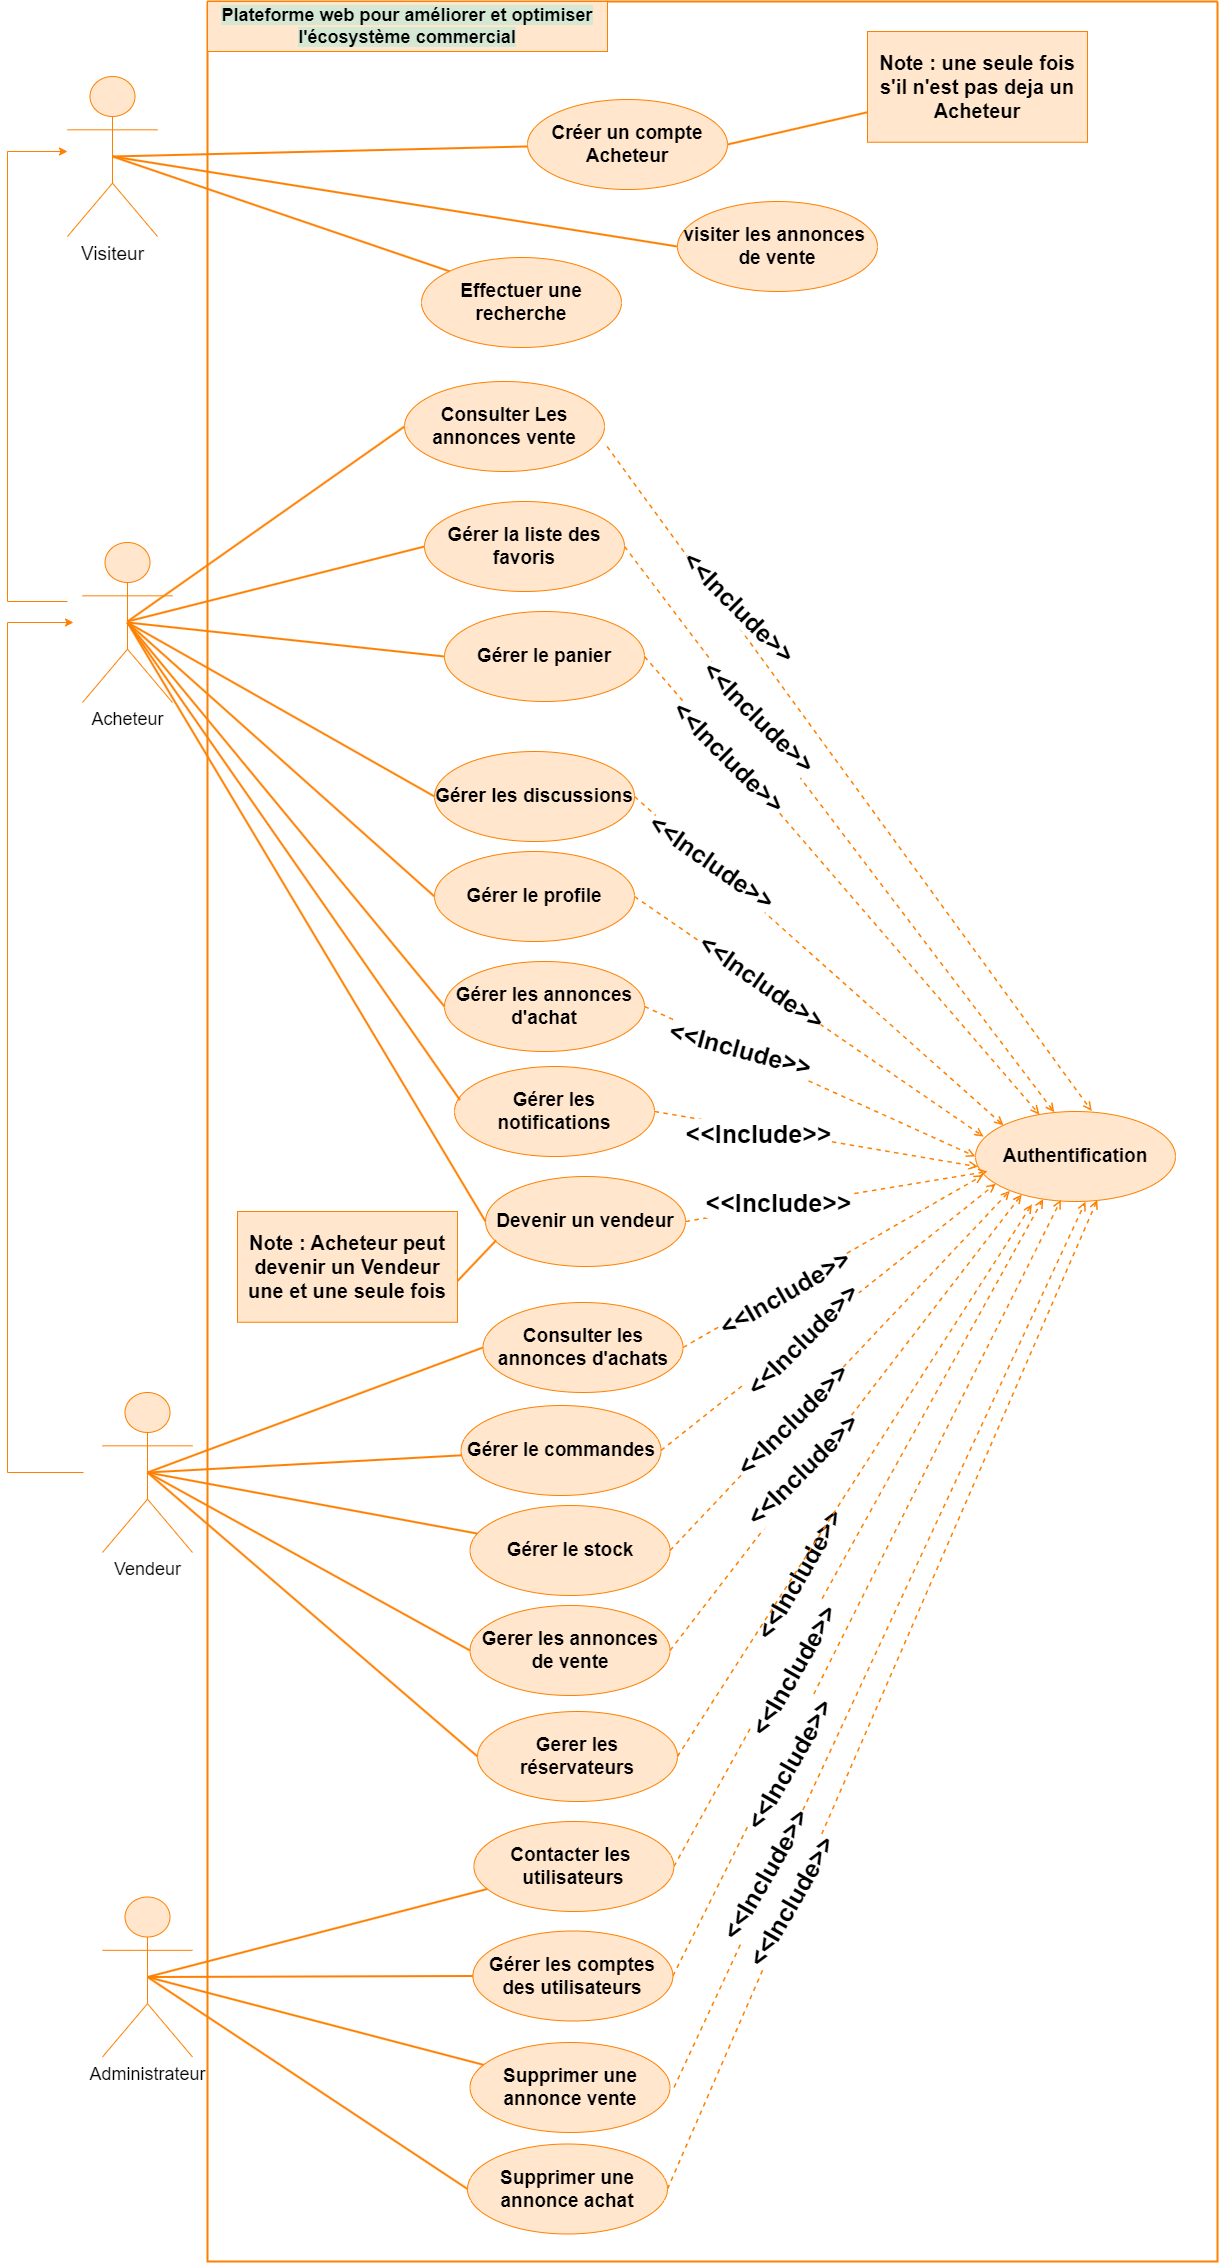 Plateforme web pour améliorer et optimiser
l'écosystème commercial
Note : une seule fois
s'il n'est pas deja un
Acheteur
Créer un compte
Acheteur
visiter les annonces
de vente
Visiteur
Effectuer une
recherche
Consulter Les
annonces vente
Gérer la liste des
favoris
<<Include>>
Gérer le panier
<<Include>>
Acheteur
<<Include>>
Gérer les discussions
<<Include>>
Gérer le profile
<<Include>>
Gérer les annonces
d'achat
<<Include>>
Gérer les
notifications
<<Include>>
Authentification
Devenir un vendeur
<<Include>>
Note : Acheteur peut
devenir un Vendeur
une et une seule fois
<<Include>>
Consulter les
annonces d'achats
<<Include>>
Gérer le commandes
<<Include>>
<<Include>>
Gérer le stock
Vendeur
<<Include>>
Gerer les annonces
de vente
<<Include>>
Gerer les
réservateurs
<<Include>>
Contacter les
utilisateurs
<<Include>>
<<Include>>
Gérer les comptes
des utilisateurs
Administrateur
Supprimer une
annonce vente
Supprimer une
annonce achat